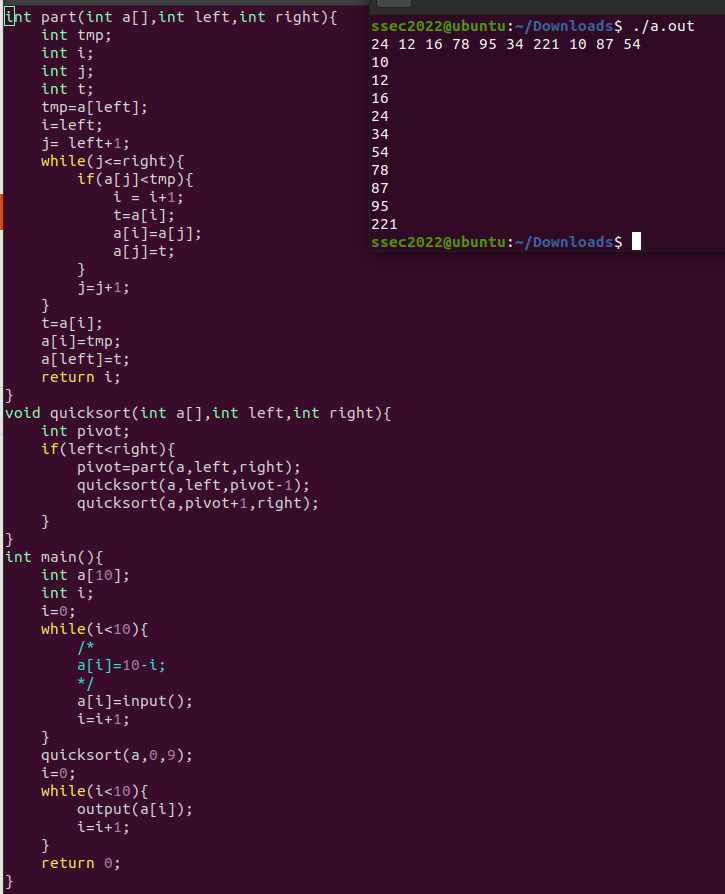 int part(int a[],int left,int right){
    int tmp;
    int i;
    int j;
    int t;
    tmp=a[left];
    i=left;
    j= left+1;
    while(j<=right){
        if(a[j]<tmp){
            i = i+1;
            t=a[i];
            a[i]=a[j];
            a[j]=t;
        }
        j=j+1;
    }
    t=a[i];
    a[i]=tmp;
    a[left]=t;
    return i;
}
void quicksort(int a[],int left,int right){
    int pivot;
    if(left<right){
        pivot=part(a,left,right);
        quicksort(a,left,pivot-1);
        quicksort(a,pivot+1,right);
    }
}
int main(){
    int a[10];
    int i;
    i=0;
    while(i<10){
        /*
        a[i]=10-i;
        */
        a[i]=input();
        i=i+1;
    }
    quicksort(a,0,9);
    i=0;
    while(i<10){
        output(a[i]);
        i=i+1;
    }
    return 0;
}
ssec2022@ubuntu:~/Downloads$ ./a.out
24 12 16 78 95 34 221 10 87 54
10
12
16
24
34
54
78
87
95
221
ssec2022@ubuntu:~/Downloads$